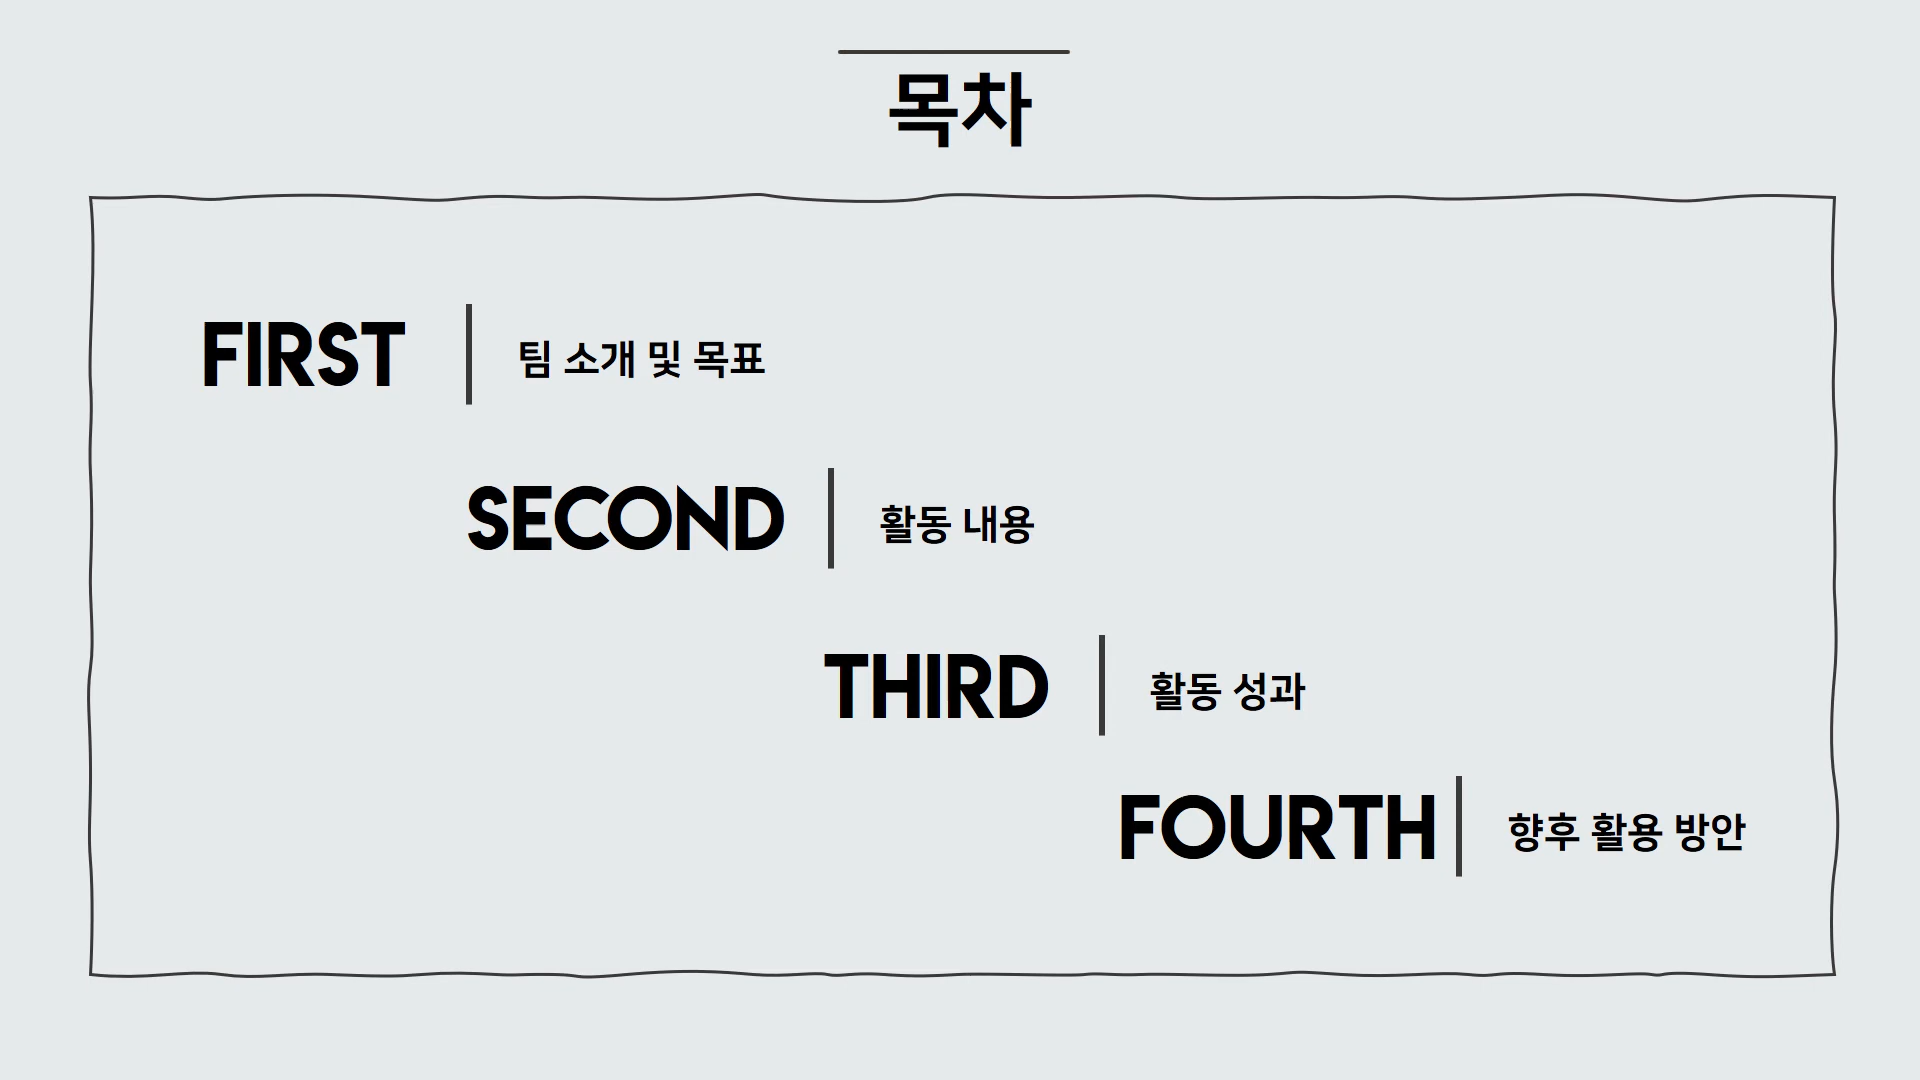 목차
FIRST
팀 소개 및 목표
SECOND
활동 내용
THIRD
활동 성과
FOURTH
향후 활용 방안